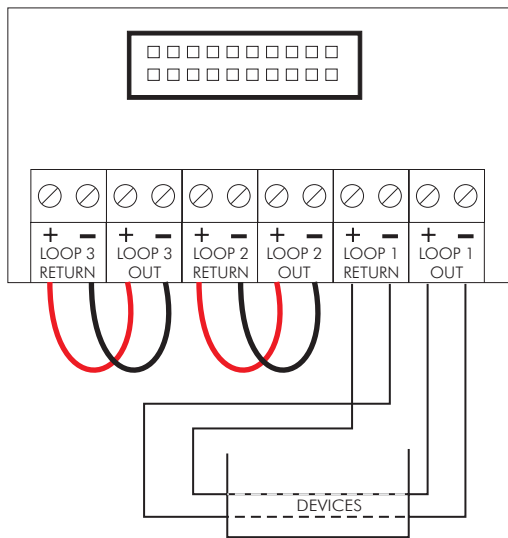 + − + − + − + − + − + −
LOOP 3 LOOP 3 LOOP 2 LOOP 2 LOOP 1 LOOP 1
RETURN OUT RETURN OUT RETURN OUT
DEVICES